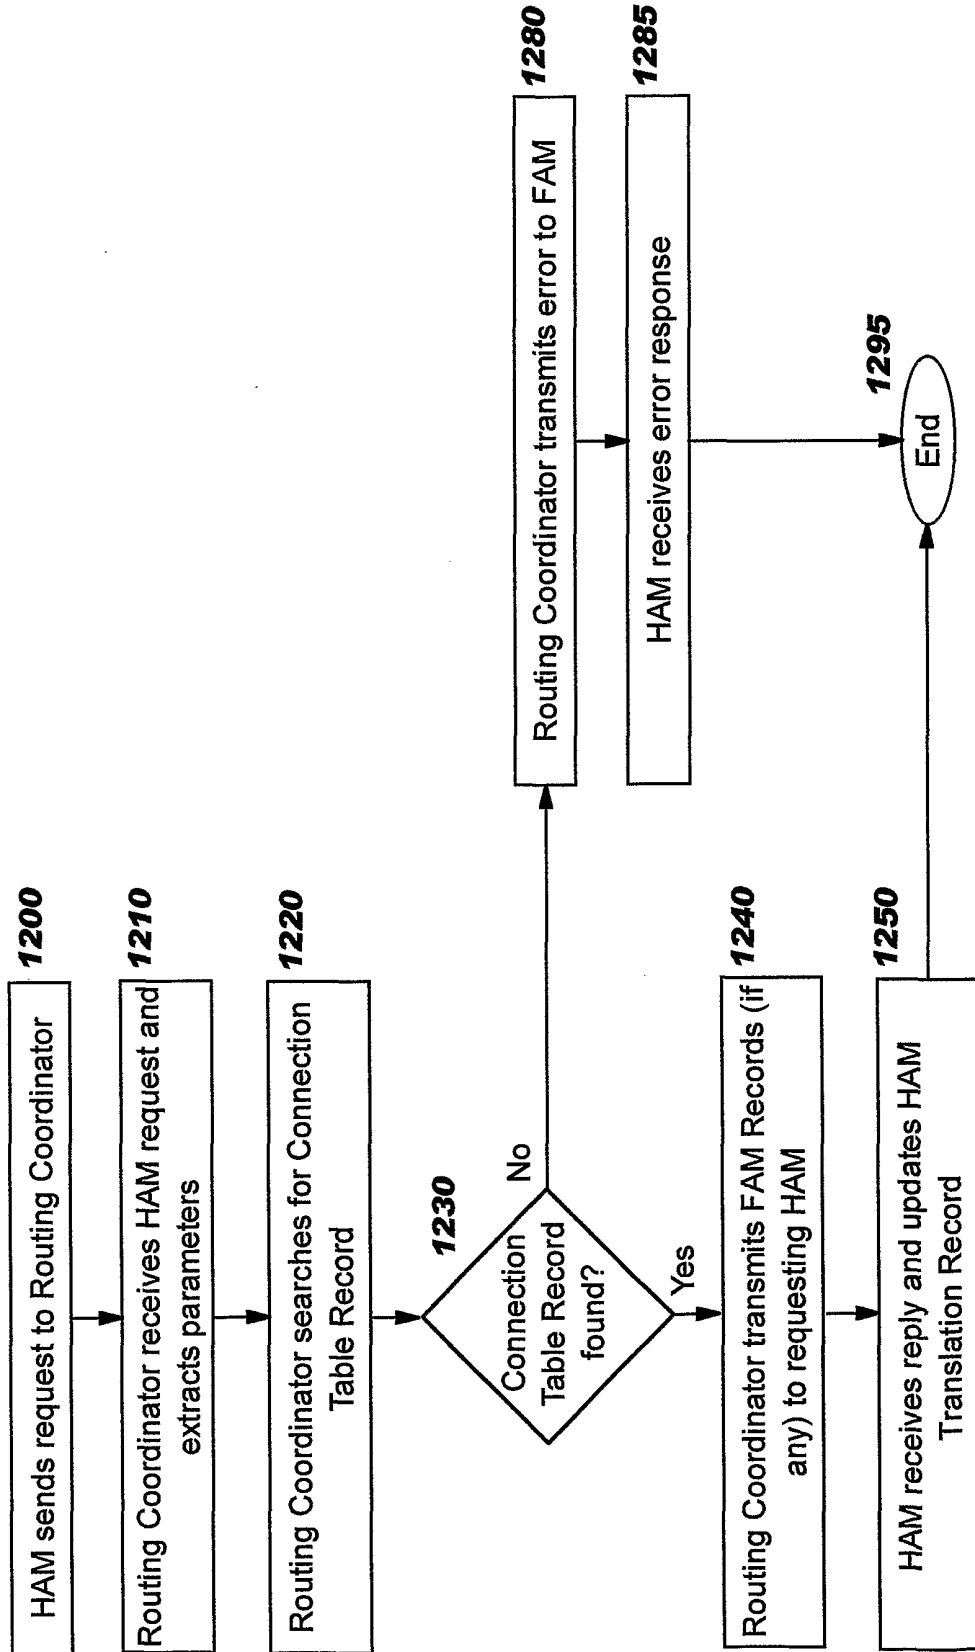 HAM sends request to Routing Coordinator
1200
Routing Coordinator receives HAM request and
extracts parameters
1210
Routing Coordinator searches for Connection
Table Record
1220
Connection
Table Record
found?
1230
No
Yes
Routing Coordinator transmits FAM Records (if
any) to requesting HAM
1240
HAM receives reply and updates HAM
Translation Record
1250
Routing Coordinator transmits error to FAM
1280
HAM receives error response
1285
End
1295